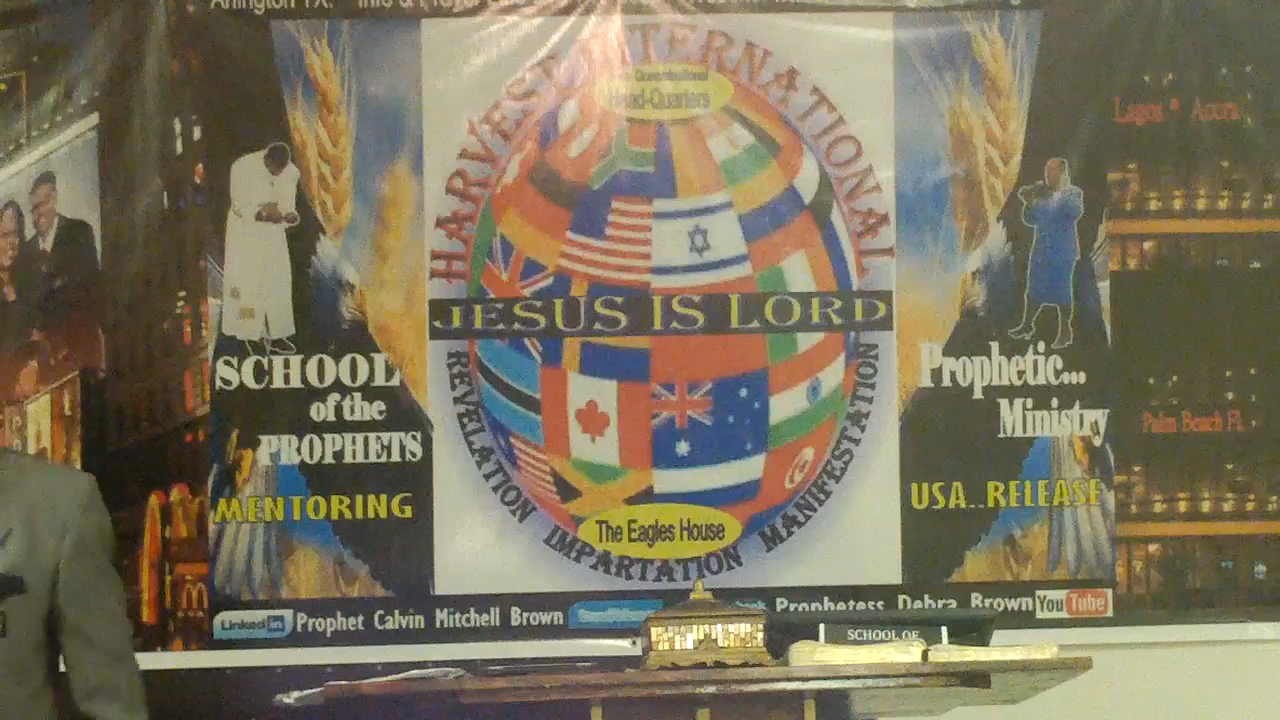 Arlington TX.
HARVEST INTERNATIONAL
Head-Quarters
Lagos * Accra
JESUS IS LORD
SCHOOL
of the
PROPHETS
MENTORING
Prophetic...
Ministry
USA..RELEASE
Palm Beach Fl.
REVELATION IMPARTATION MANIFESTATION
The Eagles House
Linked in Prophet Calvin Mitchell Brown
Prophetess Debra Brown YouTube
SCHOOL OF